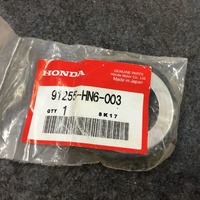 HONDA
GENUINE PARTS
Honda Motor Co., Ltd.
Made in Japan
91255-HN6-003
QTY 1
SK17